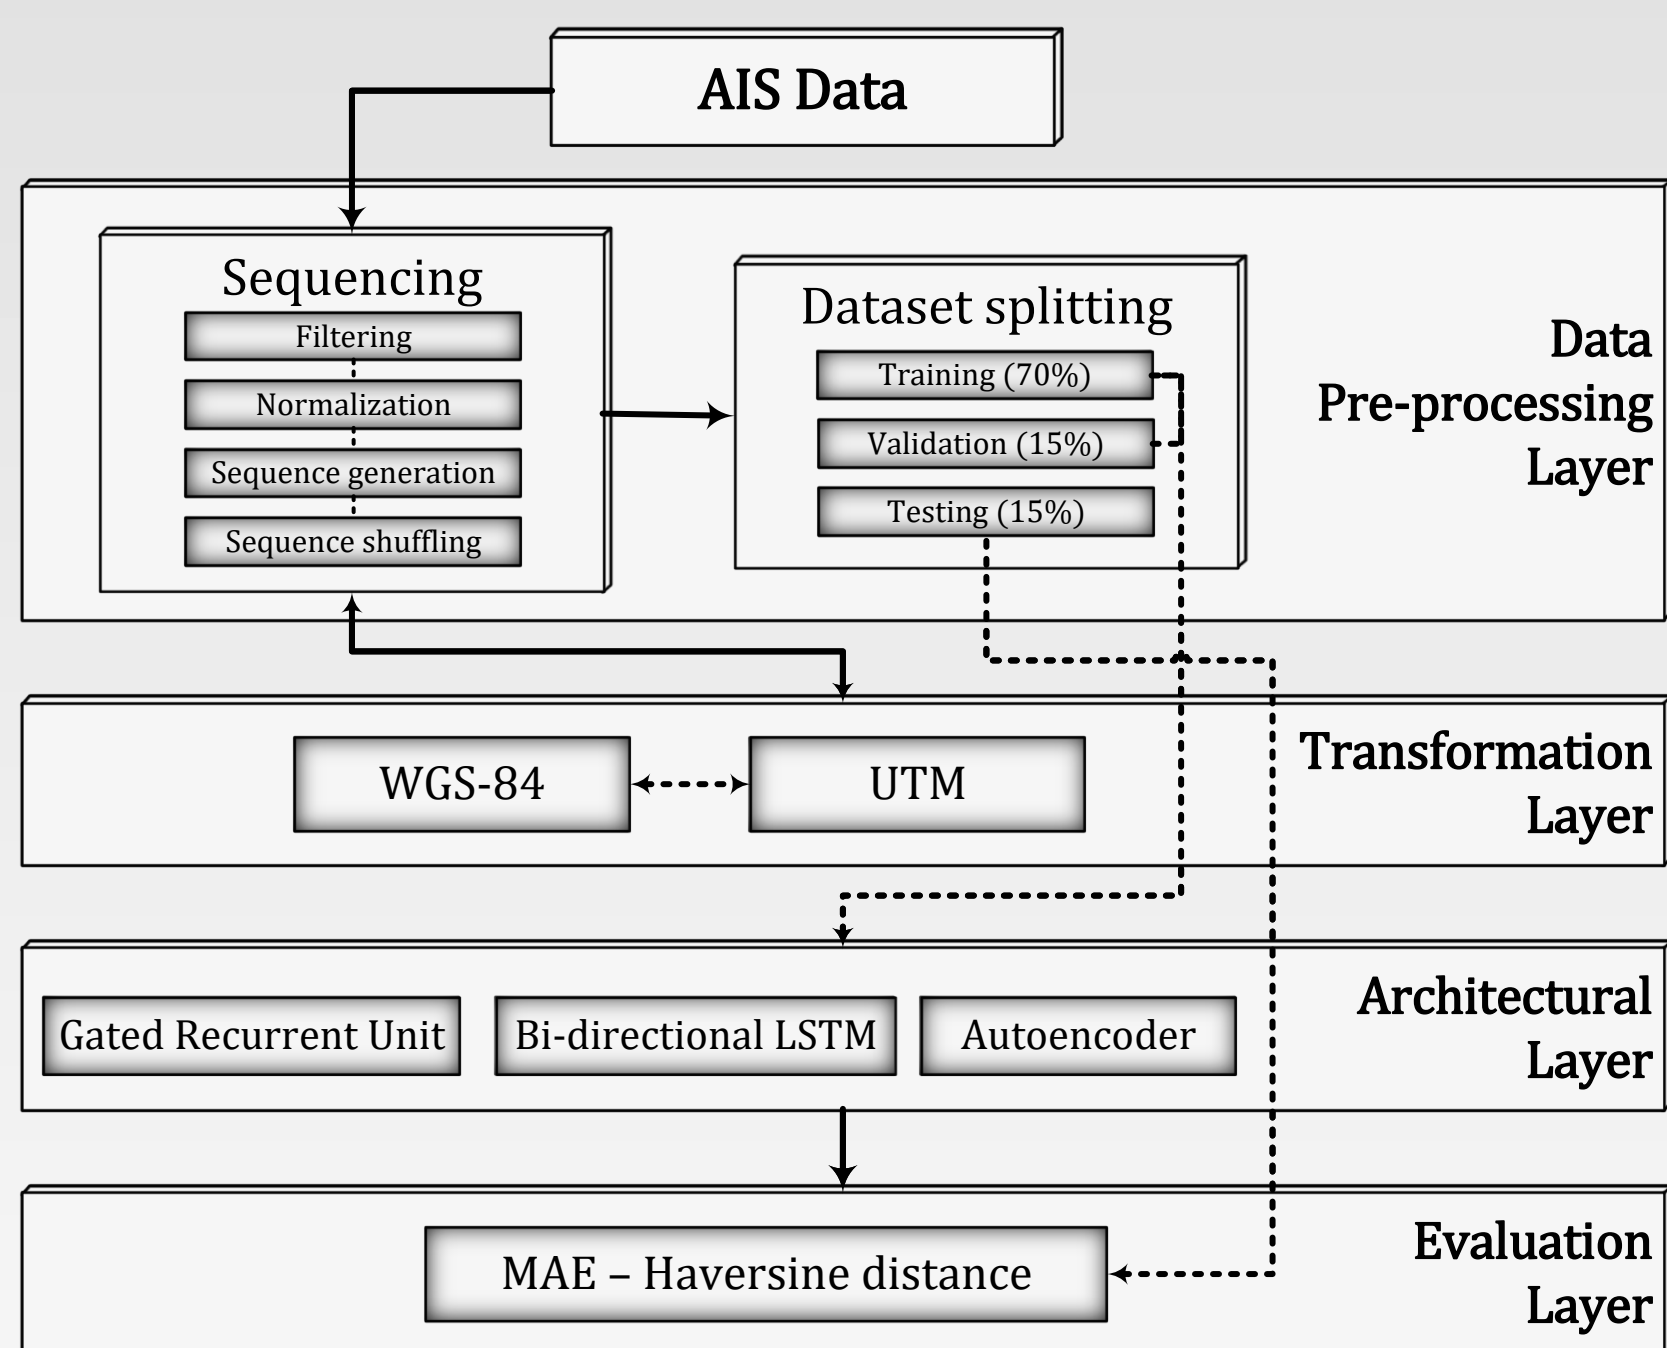 AIS Data
Sequencing
Filtering
Normalization
Sequence generation
Sequence shuffling
Dataset splitting
Training (70%)
Validation (15%)
Testing (15%)
Data
Pre-processing
Layer
WGS-84
UTM
Transformation
Layer
Gated Recurrent Unit
Bi-directional LSTM
Autoencoder
Architectural
Layer
MAE – Haversine distance
Evaluation
Layer